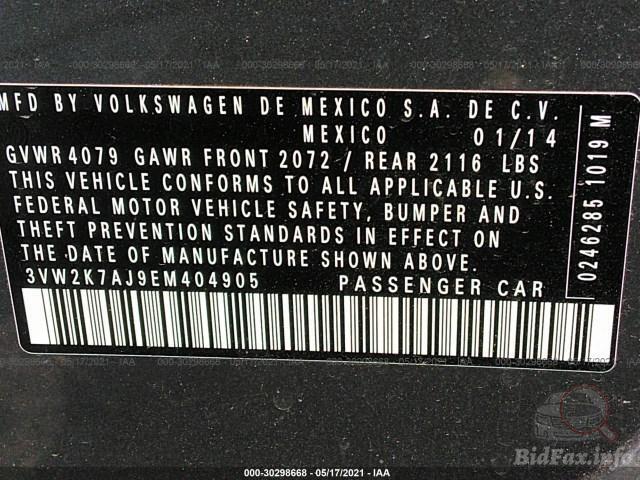 MFD BY VOLKSWAGEN DE MEXICO S.A. DE C.V.
MEXICO 01/14
GVWR 4079 GAWR FRONT 2072 / REAR 2116 LBS
THIS VEHICLE CONFORMS TO ALL APPLICABLE U.S.
FEDERAL MOTOR VEHICLE SAFETY, BUMPER AND
THEFT PREVENTION STANDARDS IN EFFECT ON
THE DATE OF MANUFACTURE SHOWN ABOVE.
3VW2K7AJ9EM404905 PASSENGER CAR
0246285 1019 M
BidFax.info
000-30298668 - 05/17/2021 - IAA